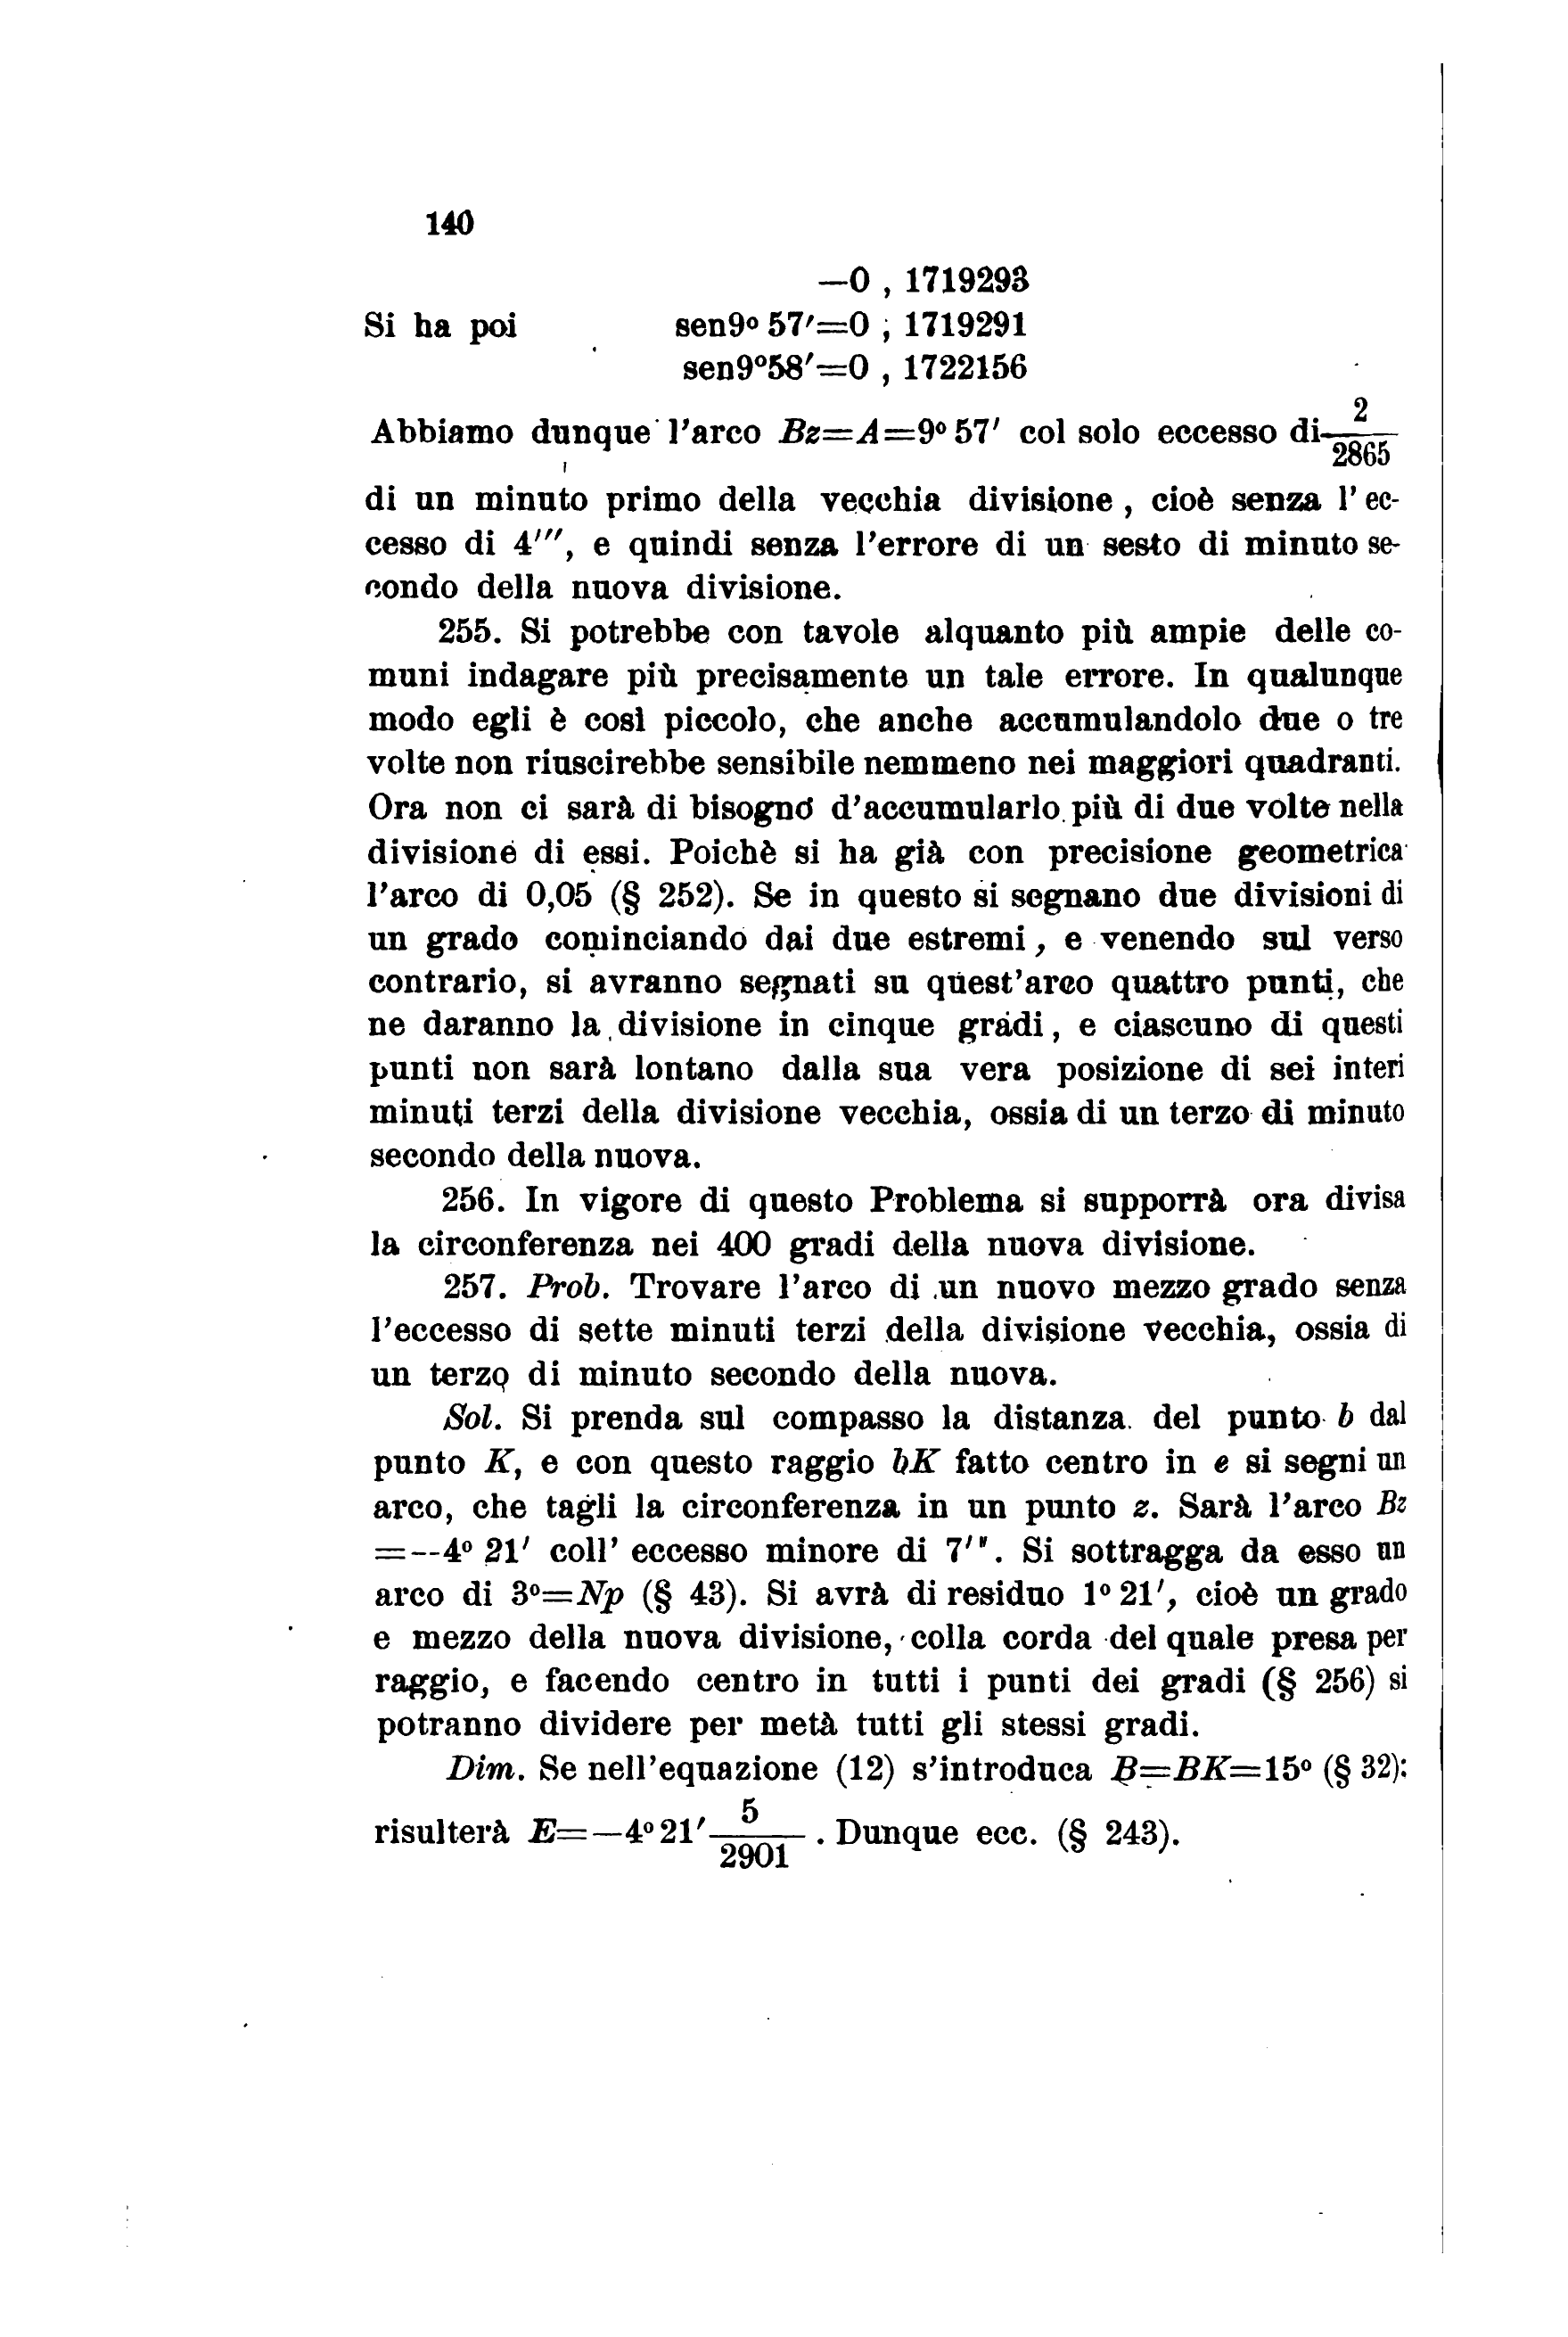 140
—0 , 1719293
Si ha poi sen9º 57′=0 ; 1719291
sen9º58′=0 , 1722156
Abbiamo dunque l'arco Bz=A=9º 57′ col solo eccesso di 2/2865
di un minuto primo della vecchia divisione , cioè senza l' ec-
cesso di 4‴, e quindi senza l'errore di un sesto di minuto se-
condo della nuova divisione.
255. Si potrebbe con tavole alquanto più ampie delle co-
muni indagare più precisamente un tale errore. In qualunque
modo egli è così piccolo, che anche accumulandolo due o tre
volte non riuscirebbe sensibile nemmeno nei maggiori quadranti.
Ora non ci sarà di bisogno d'accumularlo più di due volte nella
divisione di essi. Poichè si ha già con precisione geometrica
l'arco di 0,05 (§ 252). Se in questo si segnano due divisioni di
un grado cominciando dai due estremi , e venendo sul verso
contrario, si avranno segnati su quest'arco quattro punti, che
ne daranno la divisione in cinque gradi , e ciascuno di questi
punti non sarà lontano dalla sua vera posizione di sei interi
minuti terzi della divisione vecchia, ossia di un terzo di minuto
secondo della nuova.
256. In vigore di questo Problema si supporrà ora divisa
la circonferenza nei 400 gradi della nuova divisione.
257. Prob. Trovare l'arco di un nuovo mezzo grado senza
l'eccesso di sette minuti terzi della divisione vecchia, ossia di
un terzo di minuto secondo della nuova.
Sol. Si prenda sul compasso la distanza del punto b dal
punto K, e con questo raggio bK fatto centro in e si segni un
arco, che tagli la circonferenza in un punto z. Sarà l'arco Bz
=--4º 21′ coll' eccesso minore di 7‴. Si sottragga da esso un
arco di 3º=Np (§ 43). Si avrà di residuo 1º 21′, cioè un grado
e mezzo della nuova divisione, colla corda del quale presa per
raggio, e facendo centro in tutti i punti dei gradi (§ 256) si
potranno dividere per metà tutti gli stessi gradi.
Dim. Se nell'equazione (12) s'introduca B=BK=15º (§ 32):
risulterà E=—4º 21′ 5/2901 . Dunque ecc. (§ 243).